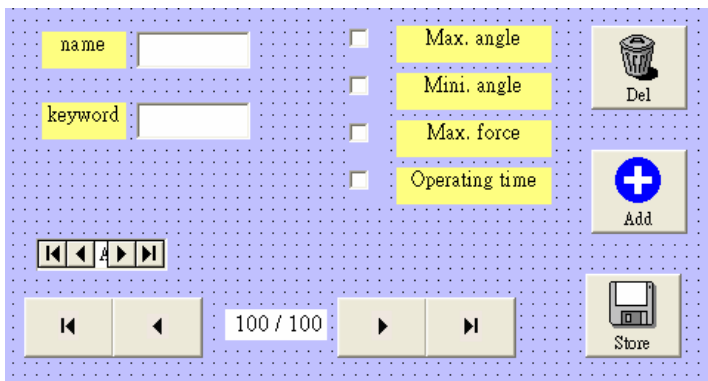 name
keyword
Max. angle
Mini. angle
Max. force
Operating time
Del
Add
Store
100 / 100